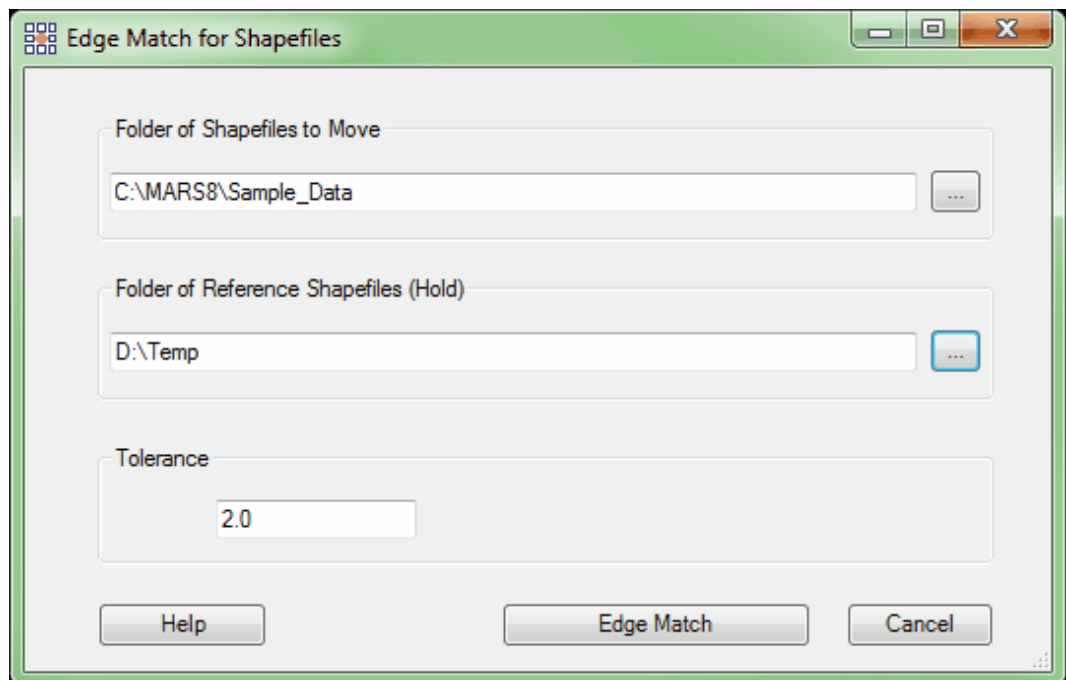 Edge Match for Shapefiles
Folder of Shapefiles to Move
C:\MARS8\Sample_Data
...
Folder of Reference Shapefiles (Hold)
D:\Temp
...
Tolerance
2.0
Help
Edge Match
Cancel